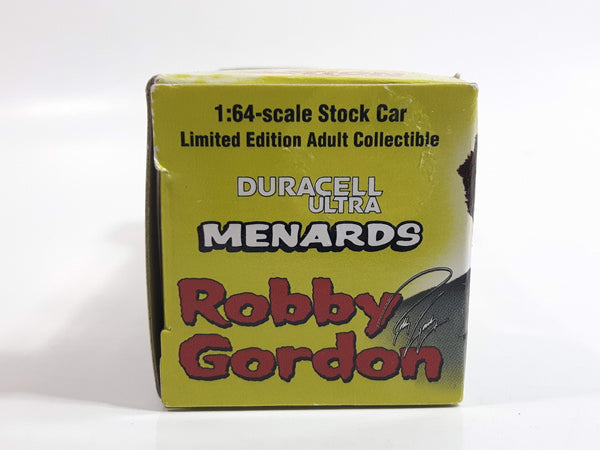 1:64-scale Stock Car
Limited Edition Adult Collectible
DURACELL
ULTRA
MENARDS
Robby
Gordon